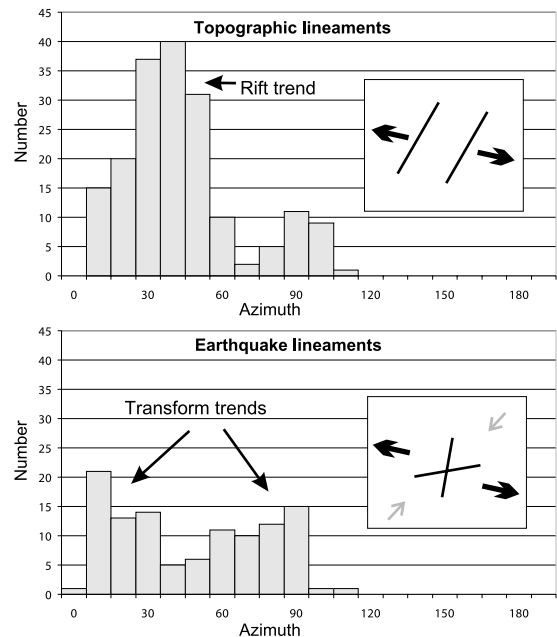 Topographic lineaments
45
40
35
30
25
20
15
10
5
0
Number
Rift trend
0 30 60 90 120 150 180
Azimuth
Earthquake lineaments
45
40
35
30
25
20
15
10
5
0
Number
Transform trends
0 30 60 90 120 150 180
Azimuth